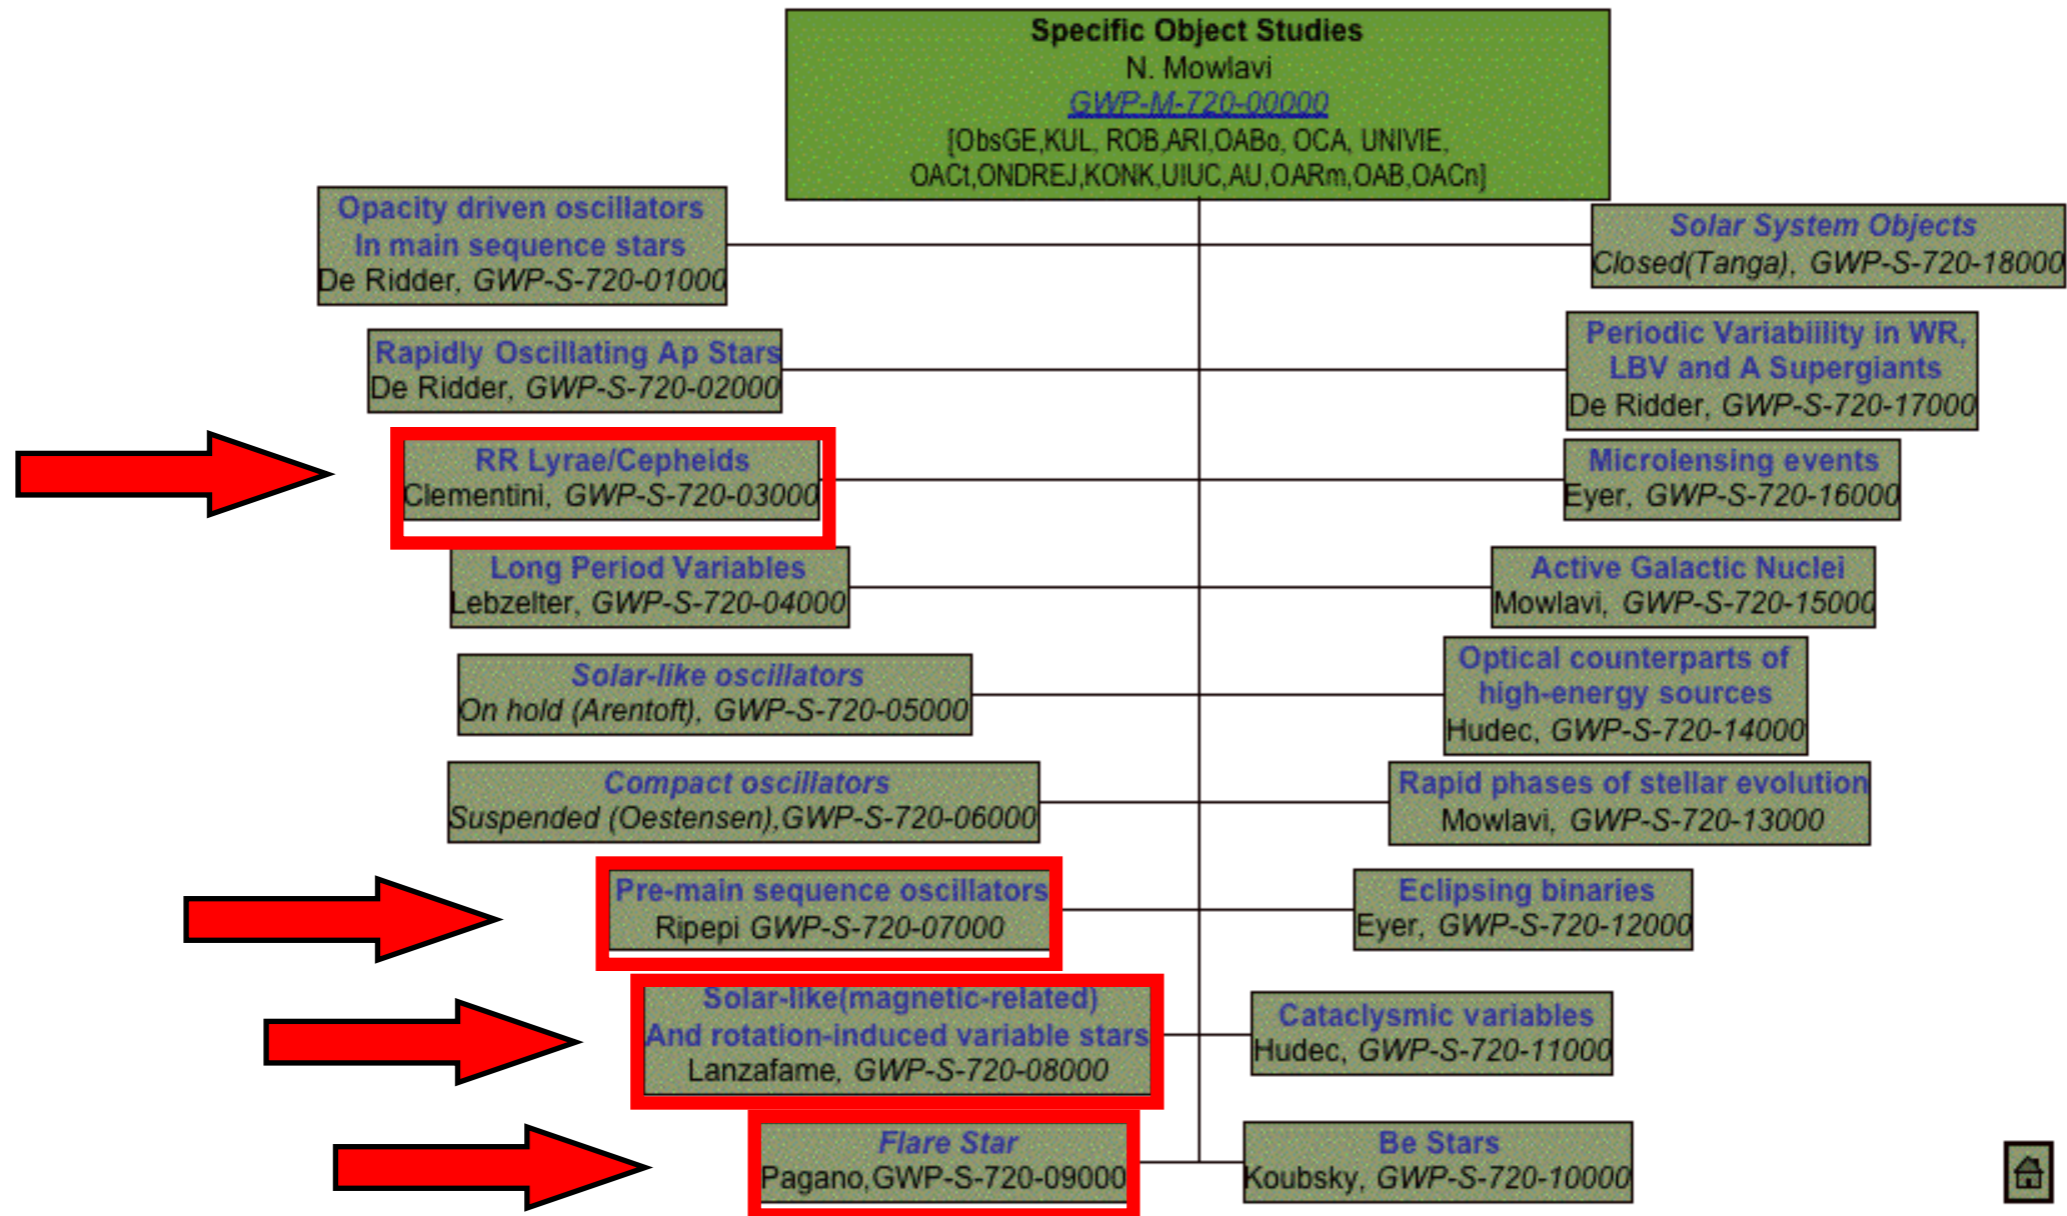 Specific Object Studies
N. Mowlavi
GWP-M-720-00000
[ObsGE,KUL, ROB,ARI,OABo, OCA, UNIVIE,
OACt,ONDREJ,KONK,UIUC,AU,OARm,OAB,OACn]
Opacity driven oscillators
In main sequence stars
De Ridder, GWP-S-720-01000
Solar System Objects
Closed(Tanga), GWP-S-720-18000
Rapidly Oscillating Ap Stars
De Ridder, GWP-S-720-02000
Periodic Variabiility in WR,
LBV and A Supergiants
De Ridder, GWP-S-720-17000
RR Lyrae/Cepheids
Clementini, GWP-S-720-03000
Microlensing events
Eyer, GWP-S-720-16000
Long Period Variables
Lebzelter, GWP-S-720-04000
Active Galactic Nuclei
Mowlavi, GWP-S-720-15000
Solar-like oscillators
On hold (Arentoft), GWP-S-720-05000
Optical counterparts of
high-energy sources
Hudec, GWP-S-720-14000
Compact oscillators
Suspended (Oestensen),GWP-S-720-06000
Rapid phases of stellar evolution
Mowlavi, GWP-S-720-13000
Pre-main sequence oscillators
Ripepi GWP-S-720-07000
Eclipsing binaries
Eyer, GWP-S-720-12000
Solar-like(magnetic-related)
And rotation-induced variable stars
Lanzafame, GWP-S-720-08000
Cataclysmic variables
Hudec, GWP-S-720-11000
Flare Star
Pagano,GWP-S-720-09000
Be Stars
Koubsky, GWP-S-720-10000